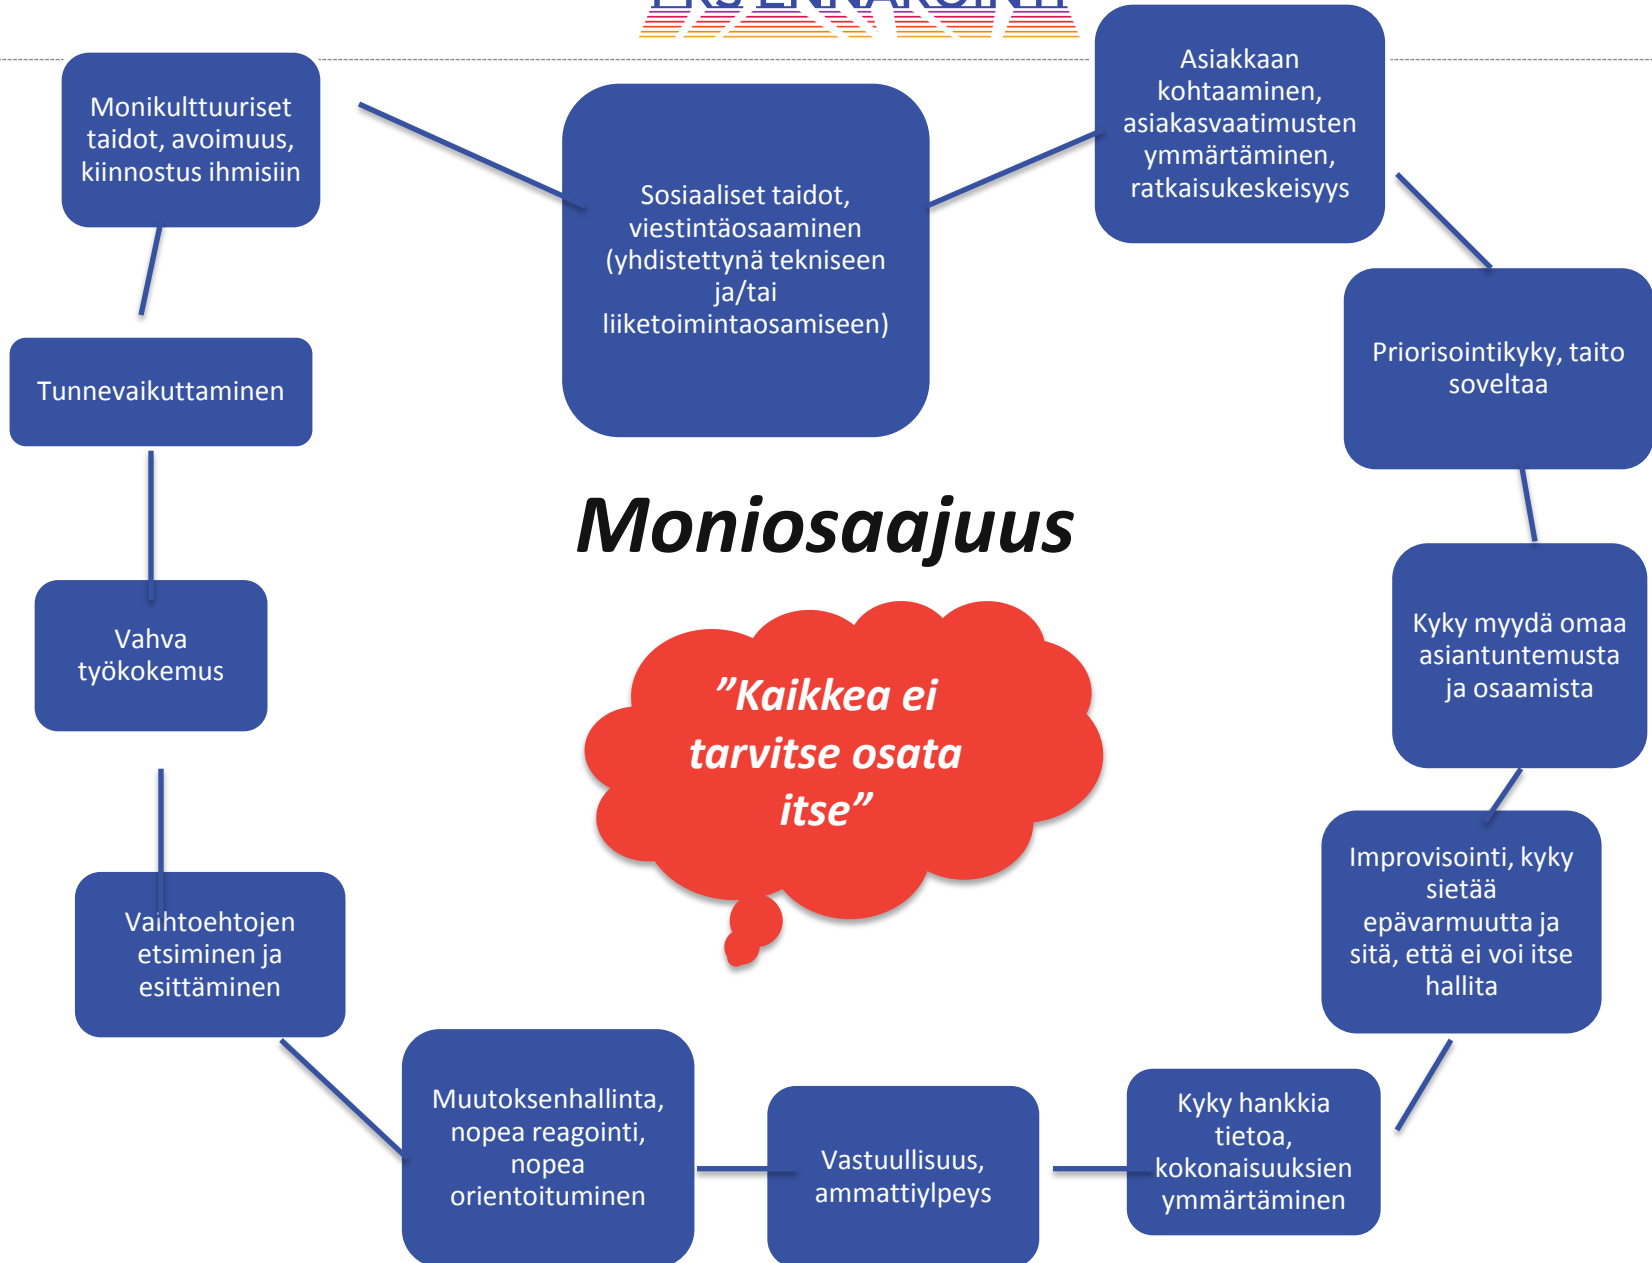 ENNAKOINTI
Monikulttuuriset
taidot, avoimuus,
kiinnostus ihmisiin
Sosiaaliset taidot,
viestintäosaaminen
(yhdistettynä tekniseen
ja/tai
liiketoimintaosamiseen)
Asiakkaan
kohtaaminen,
asiakasvaatimusten
ymmärtäminen,
ratkaisukeskeisyys
Priorisointikyky, taito
soveltaa
Tunnevaikuttaminen
Moniosaajuus
Kyky myydä omaa
asiantuntemusta
ja osaamista
Vahva
työkokemus
”Kaikkea ei
tarvitse osata
itse”
Improvisointi, kyky
sietää
epävarmuutta ja
sitä, että ei voi itse
hallita
Vaihtoehtojen
etsiminen ja
esittäminen
Muutoksenhallinta,
nopea reagointi,
nopea
orientoituminen
Vastuullisuus,
ammattiylpeys
Kyky hankkia
tietoa,
kokonaisuuksien
ymmärtäminen